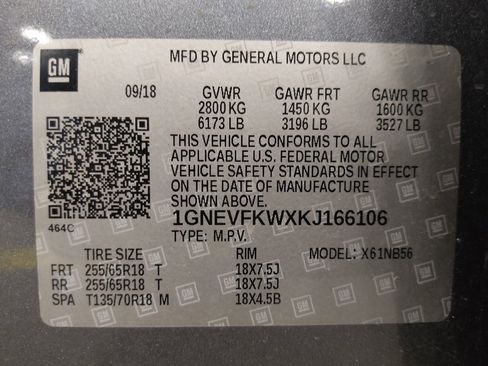 GM
MFD BY GENERAL MOTORS LLC
09/18 GVWR GAWR FRT GAWR RR
2800 KG 1450 KG 1600 KG
6173 LB 3196 LB 3527 LB
THIS VEHICLE CONFORMS TO ALL
APPLICABLE U.S. FEDERAL MOTOR
VEHICLE SAFETY STANDARDS IN EFFECT
ON THE DATE OF MANUFACTURE
SHOWN ABOVE.
464C
1GNEVFKWXKJ166106
TYPE: M.P.V. MODEL: X61NB56
TIRE SIZE RIM
FRT 255/65R18 T 18X7.5J
RR 255/65R18 T 18X7.5J
SPA T135/70R18 M 18X4.5B